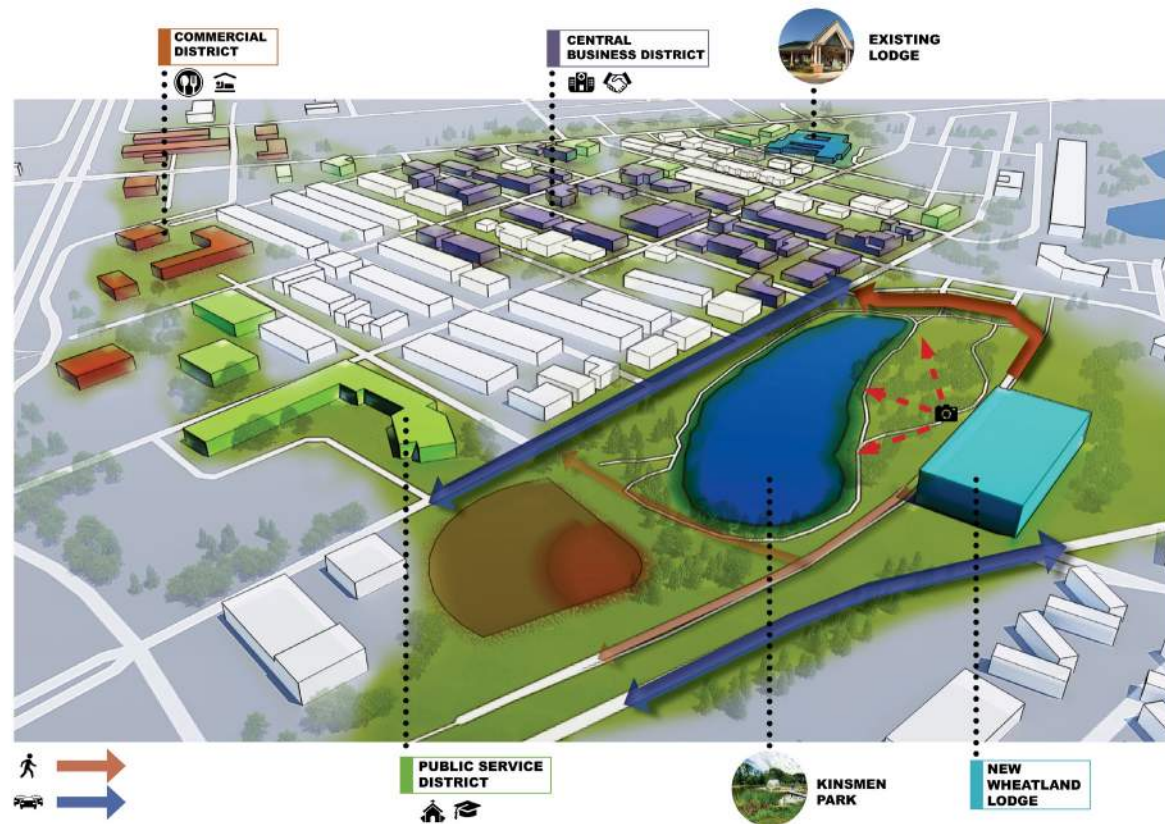 COMMERCIAL
DISTRICT
CENTRAL
BUSINESS DISTRICT
EXISTING
LODGE
PUBLIC SERVICE
DISTRICT
KINSMEN
PARK
NEW
WHEATLAND
LODGE